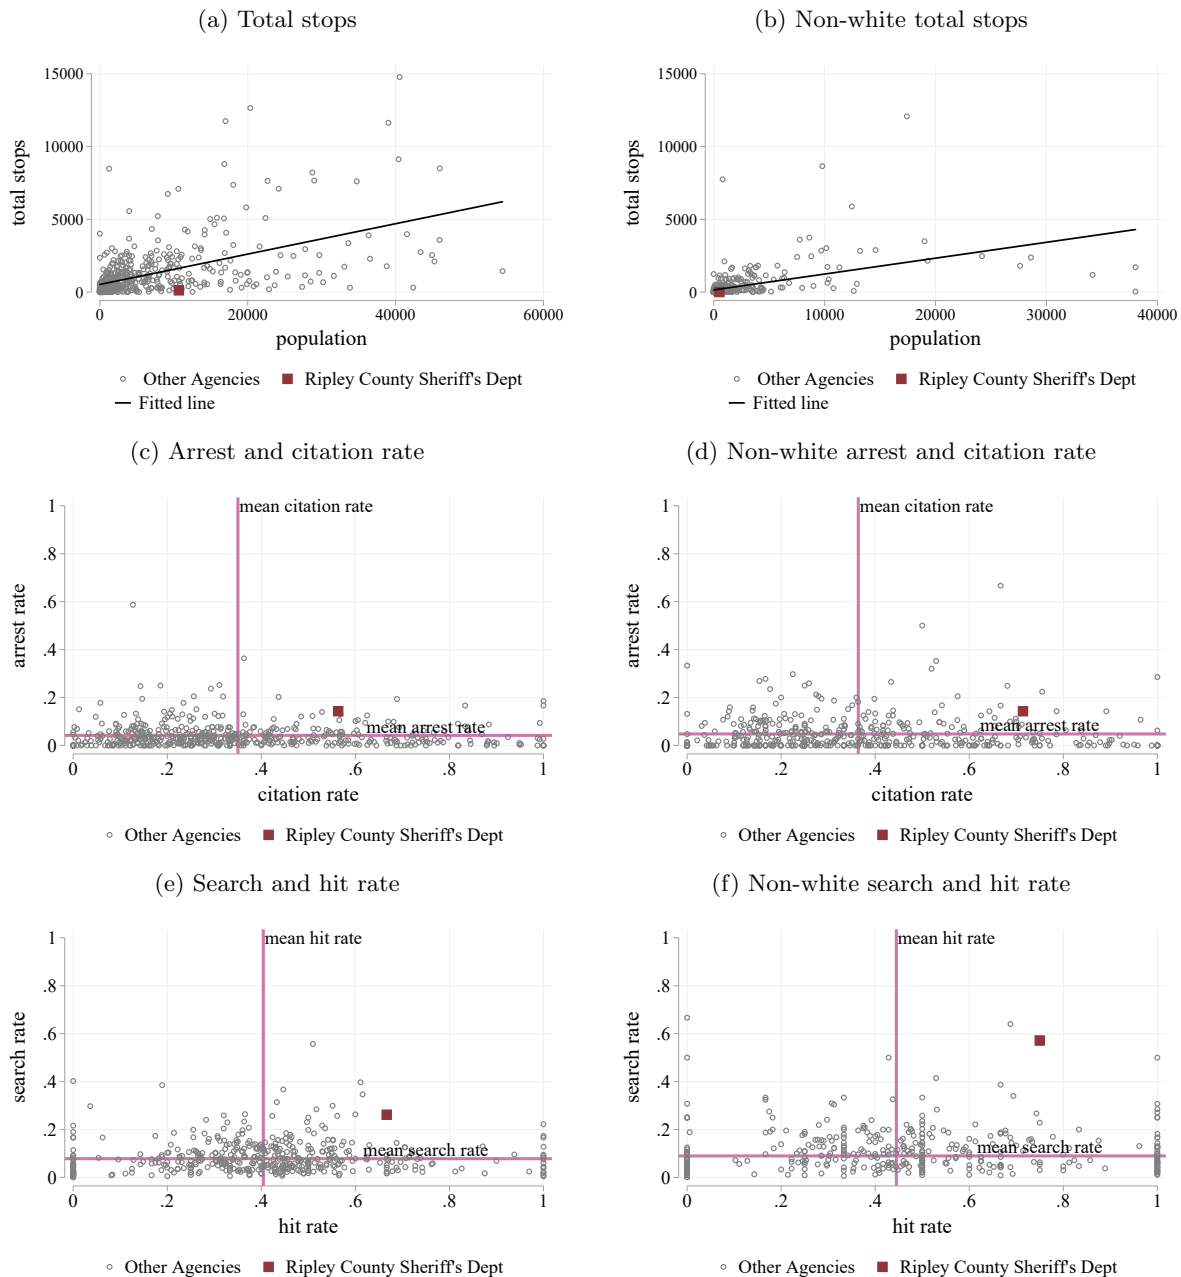 (a) Total stops
(b) Non-white total stops
15000
10000
5000
0
total stops
0 20000 40000 60000
population
Other Agencies Ripley County Sheriff's Dept
Fitted line
15000
10000
5000
0
total stops
0 10000 20000 30000 40000
population
Other Agencies Ripley County Sheriff's Dept
Fitted line
(c) Arrest and citation rate
(d) Non-white arrest and citation rate
1
.8
.6
.4
.2
0
arrest rate
mean citation rate
mean arrest rate
0 .2 .4 .6 .8 1
citation rate
Other Agencies Ripley County Sheriff's Dept
1
.8
.6
.4
.2
0
arrest rate
mean citation rate
mean arrest rate
0 .2 .4 .6 .8 1
citation rate
Other Agencies Ripley County Sheriff's Dept
(e) Search and hit rate
(f) Non-white search and hit rate
1
.8
.6
.4
.2
0
search rate
mean hit rate
mean search rate
0 .2 .4 .6 .8 1
hit rate
Other Agencies Ripley County Sheriff's Dept
1
.8
.6
.4
.2
0
search rate
mean hit rate
mean search rate
0 .2 .4 .6 .8 1
hit rate
Other Agencies Ripley County Sheriff's Dept